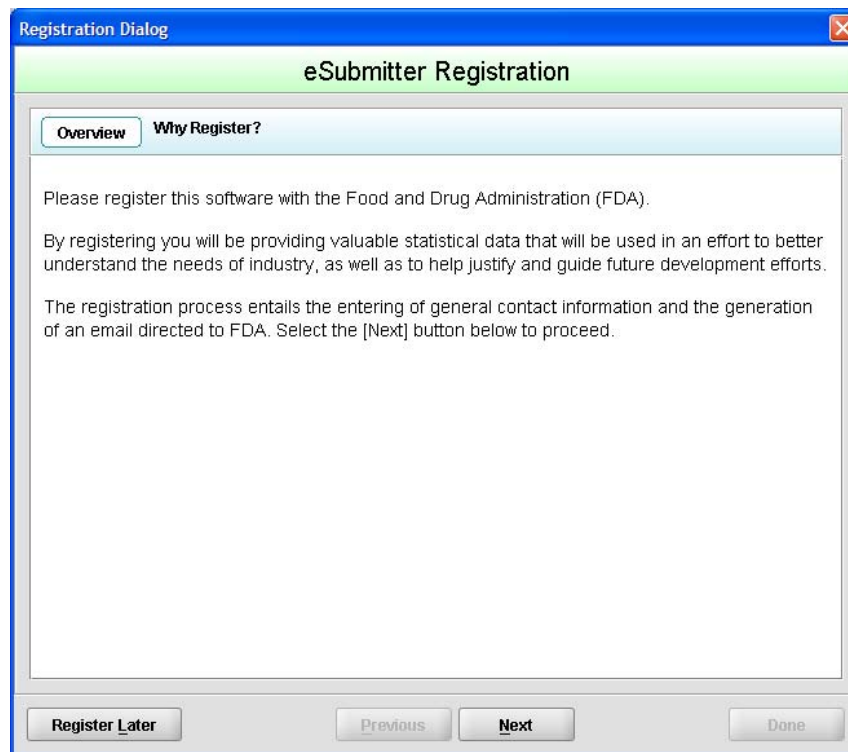 Registration Dialog
eSubmitter Registration
Overview Why Register?
Please register this software with the Food and Drug Administration (FDA).
By registering you will be providing valuable statistical data that will be used in an effort to better
understand the needs of industry, as well as to help justify and guide future development efforts.
The registration process entails the entering of general contact information and the generation
of an email directed to FDA. Select the [Next] button below to proceed.
Register Later Previous Next Done